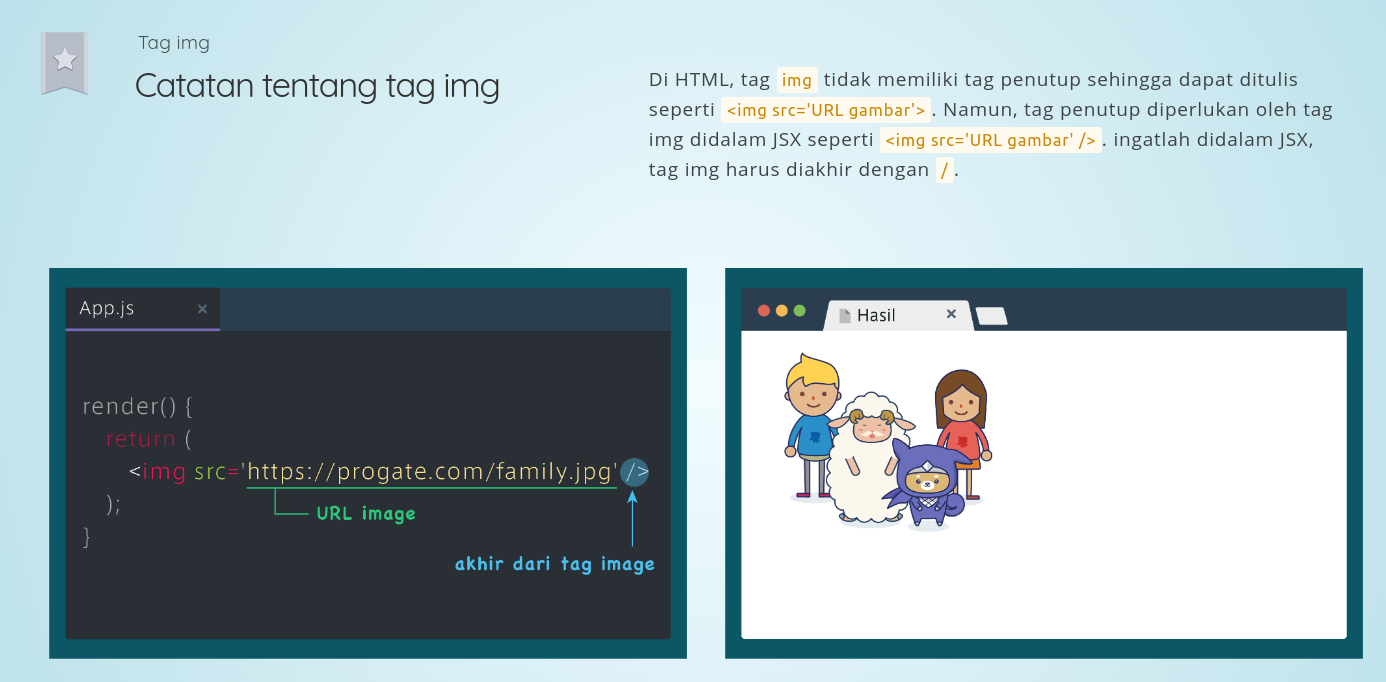 Tag img
Catatan tentang tag img
Di HTML, tag img tidak memiliki tag penutup sehingga dapat ditulis
seperti <img src='URL gambar'>. Namun, tag penutup diperlukan oleh tag
img didalam JSX seperti <img src='URL gambar' />. ingatlah didalam JSX,
tag img harus diakhir dengan /.
App.js ×
render() {
return (
<img src='https://progate.com/family.jpg' />
);
}
URL image
akhir dari tag image
Hasil ×